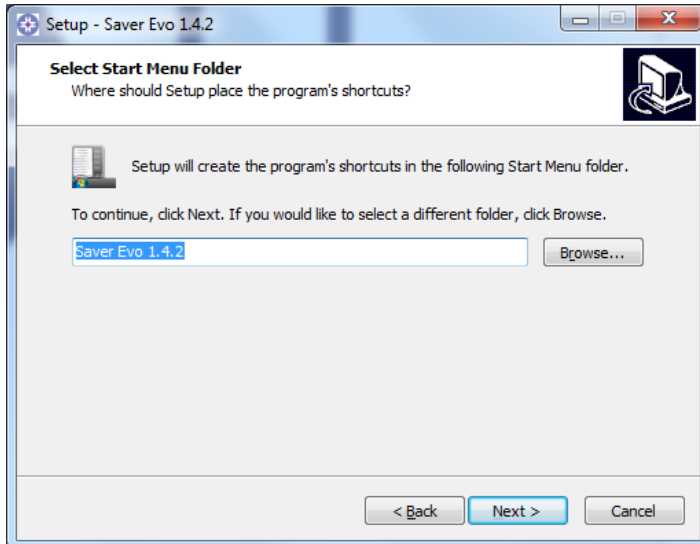 Setup - Saver Evo 1.4.2
Select Start Menu Folder
Where should Setup place the program's shortcuts?
Setup will create the program's shortcuts in the following Start Menu folder.
To continue, click Next. If you would like to select a different folder, click Browse.
Saver Evo 1.4.2
Browse...
< Back
Next >
Cancel